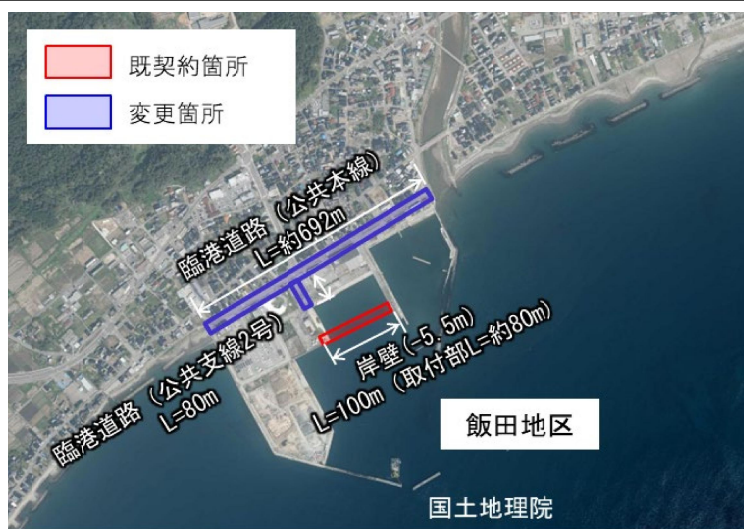 既契約箇所
変更箇所
臨港道路（公共本線）
L=約692m
臨港道路（公共支線2号）
L=80m
岸壁(-5.5m)
L=100m（取付部L=約80m）
飯田地区
国土地理院